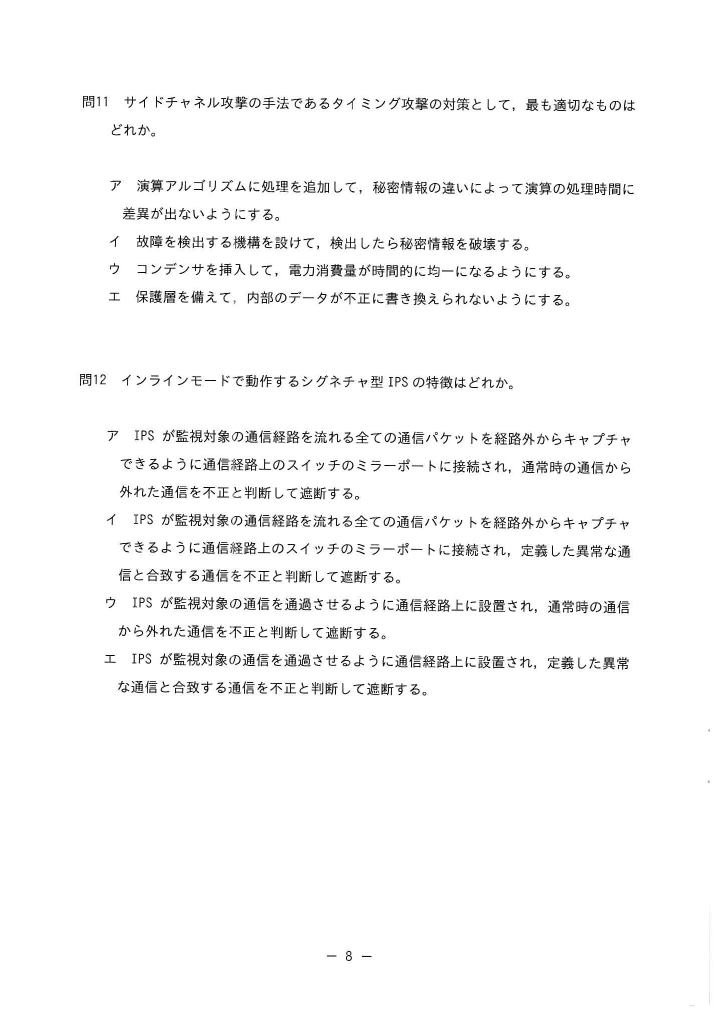 問11　サイドチャネル攻撃の手法であるタイミング攻撃の対策として，最も適切なものは
どれか。
ア　演算アルゴリズムに処理を追加して，秘密情報の違いによって演算の処理時間に
差異が出ないようにする。
イ　故障を検出する機構を設けて，検出したら秘密情報を破壊する。
ウ　コンデンサを挿入して，電力消費量が時間的に均一になるようにする。
エ　保護層を備えて，内部のデータが不正に書き換えられないようにする。
問12　インラインモードで動作するシグネチャ型 IPS の特徴はどれか。
ア　IPS が監視対象の通信経路を流れる全ての通信パケットを経路外からキャプチャ
できるように通信経路上のスイッチのミラーポートに接続され，通常時の通信から
外れた通信を不正と判断して遮断する。
イ　IPS が監視対象の通信経路を流れる全ての通信パケットを経路外からキャプチャ
できるように通信経路上のスイッチのミラーポートに接続され，定義した異常な通
信と合致する通信を不正と判断して遮断する。
ウ　IPS が監視対象の通信を通過させるように通信経路上に設置され，通常時の通信
から外れた通信を不正と判断して遮断する。
エ　IPS が監視対象の通信を通過させるように通信経路上に設置され，定義した異常
な通信と合致する通信を不正と判断して遮断する。
－ 8 －